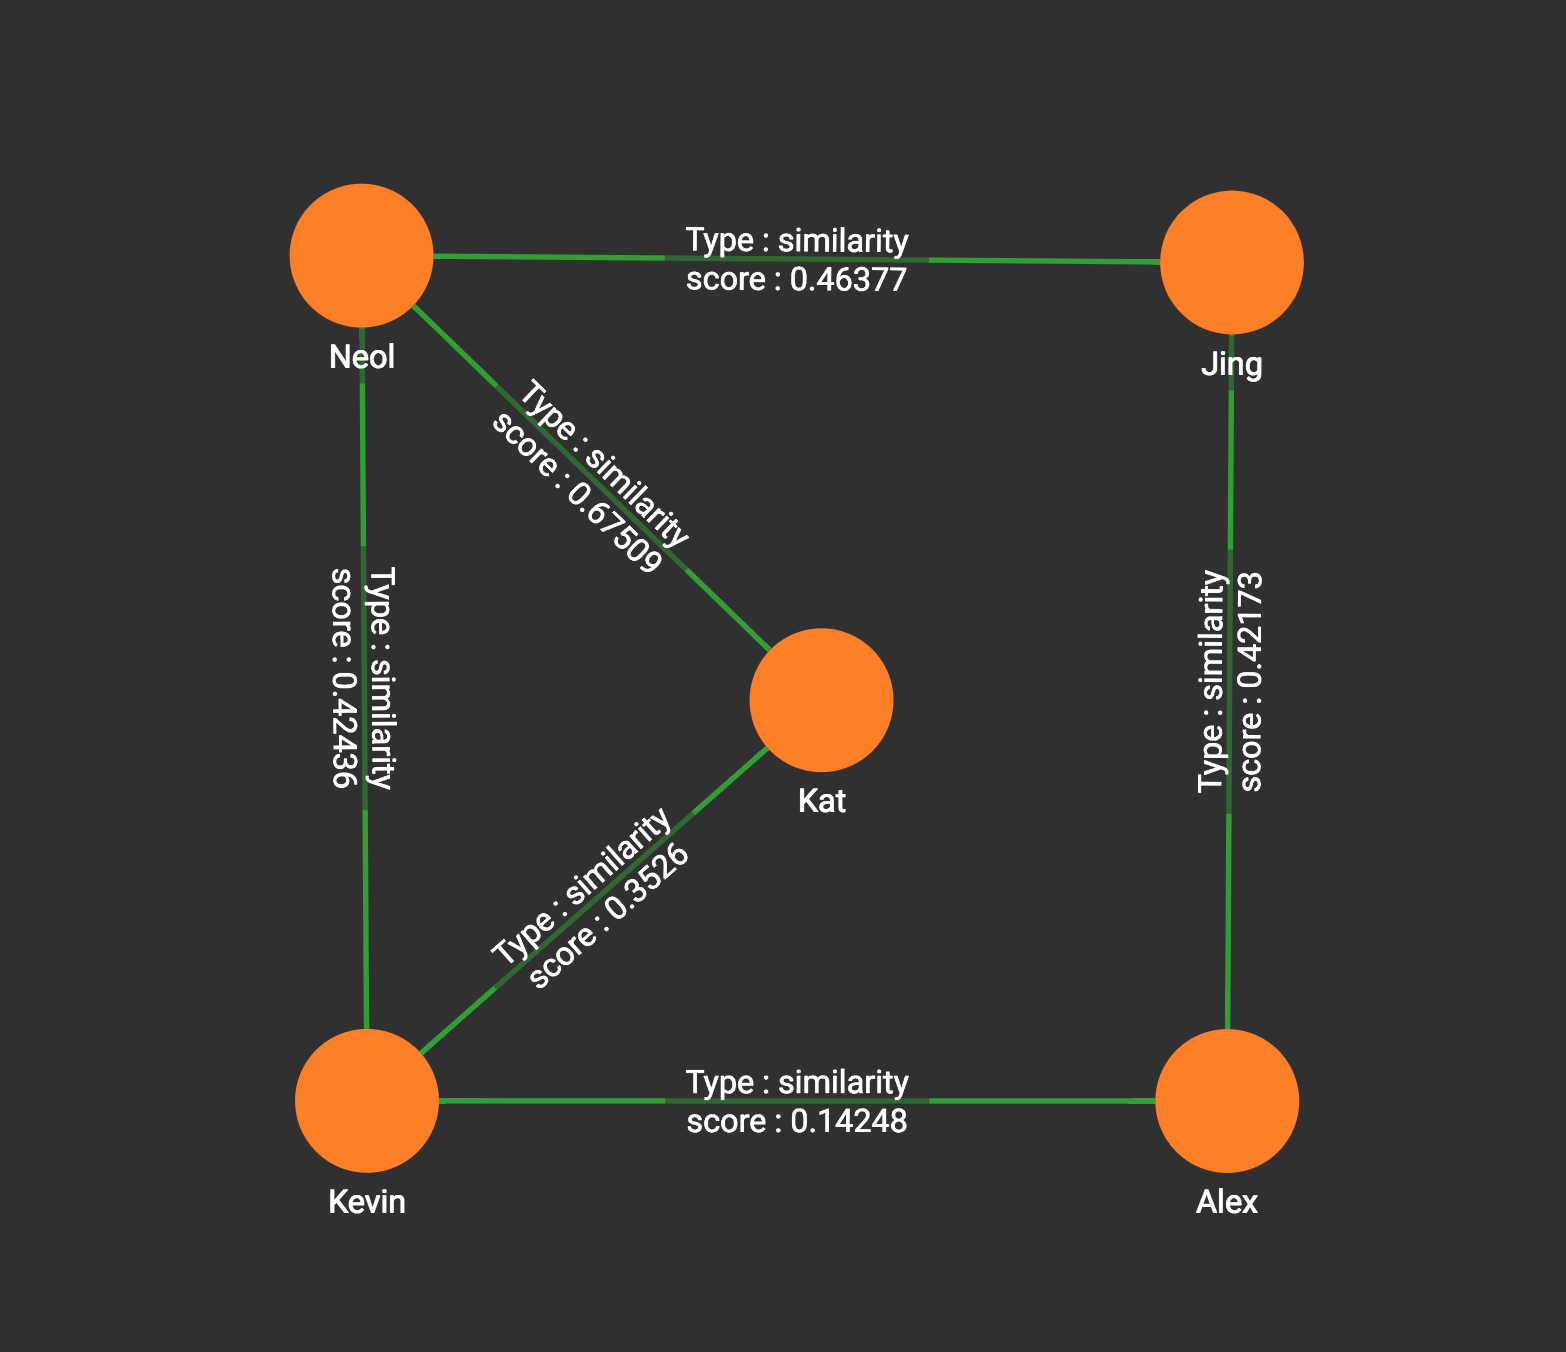 Type : similarity
score : 0.46377
Neol
Jing
Type : similarity
score : 0.67509
Type : similarity
score : 0.42436
Type : similarity
score : 0.42173
Kat
Type : similarity
score : 0.3526
Type : similarity
score : 0.14248
Kevin
Alex